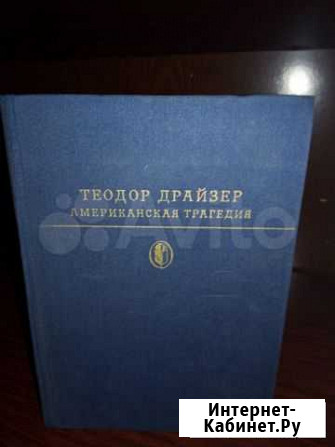 ТЕОДОР ДРАЙЗЕР
АМЕРИКАНСКАЯ ТРАГЕДИЯ
Avito
Интернет-
Кабинет.Ру